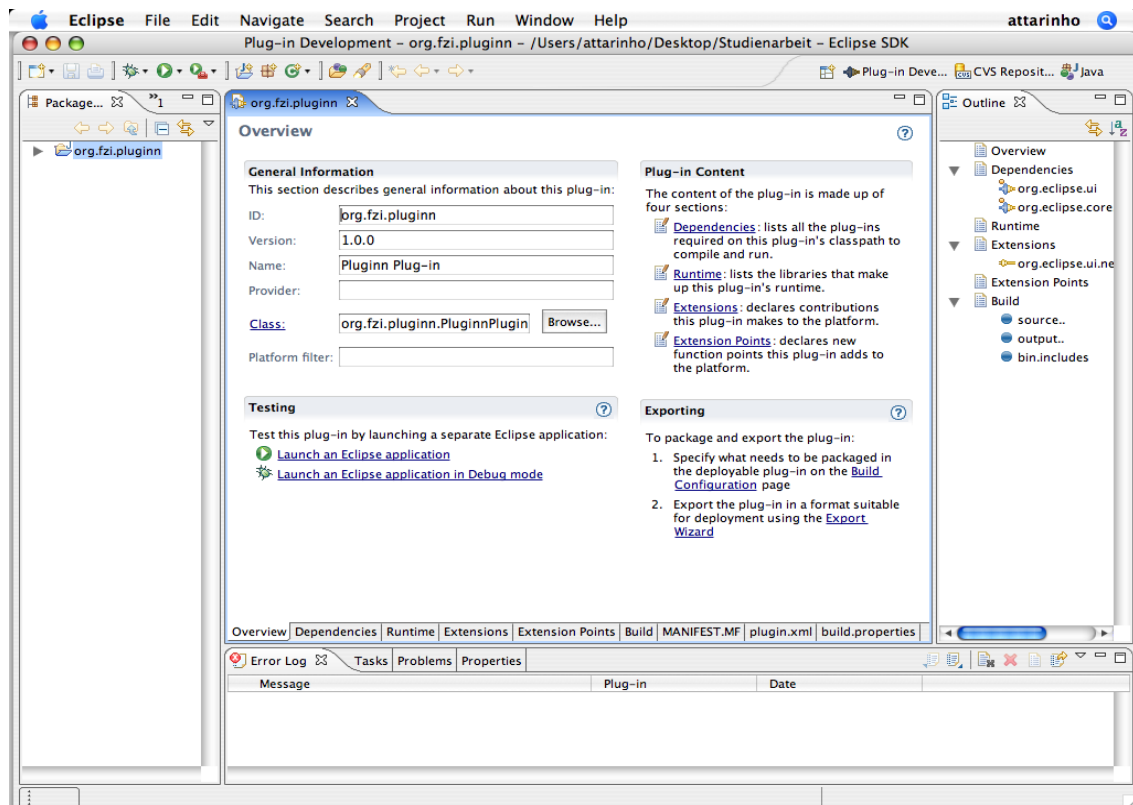 Eclipse File Edit Navigate Search Project Run Window Help attarinho
Plug-in Development - org.fzi.pluginn - /Users/attarinho/Desktop/Studienarbeit - Eclipse SDK
Plug-in Deve... CVS Reposit... Java
Package... »1
org.fzi.pluginn
org.fzi.pluginn
Overview
General Information
This section describes general information about this plug-in:
ID: org.fzi.pluginn
Version: 1.0.0
Name: Pluginn Plug-in
Provider:
Class: org.fzi.pluginn.PluginnPlugin Browse...
Platform filter:
Testing
Test this plug-in by launching a separate Eclipse application:
Launch an Eclipse application
Launch an Eclipse application in Debug mode
Plug-in Content
The content of the plug-in is made up of
four sections:
Dependencies: lists all the plug-ins
required on this plug-in's classpath to
compile and run.
Runtime: lists the libraries that make
up this plug-in's runtime.
Extensions: declares contributions
this plug-in makes to the platform.
Extension Points: declares new
function points this plug-in adds to
the platform.
Exporting
To package and export the plug-in:
1. Specify what needs to be packaged in
the deployable plug-in on the Build
Configuration page
2. Export the plug-in in a format suitable
for deployment using the Export
Wizard
Overview Dependencies Runtime Extensions Extension Points Build MANIFEST.MF plugin.xml build.properties
Outline
Overview
Dependencies
org.eclipse.ui
org.eclipse.core
Runtime
Extensions
org.eclipse.ui.ne
Extension Points
Build
source..
output..
bin.includes
Error Log Tasks Problems Properties
Message Plug-in Date